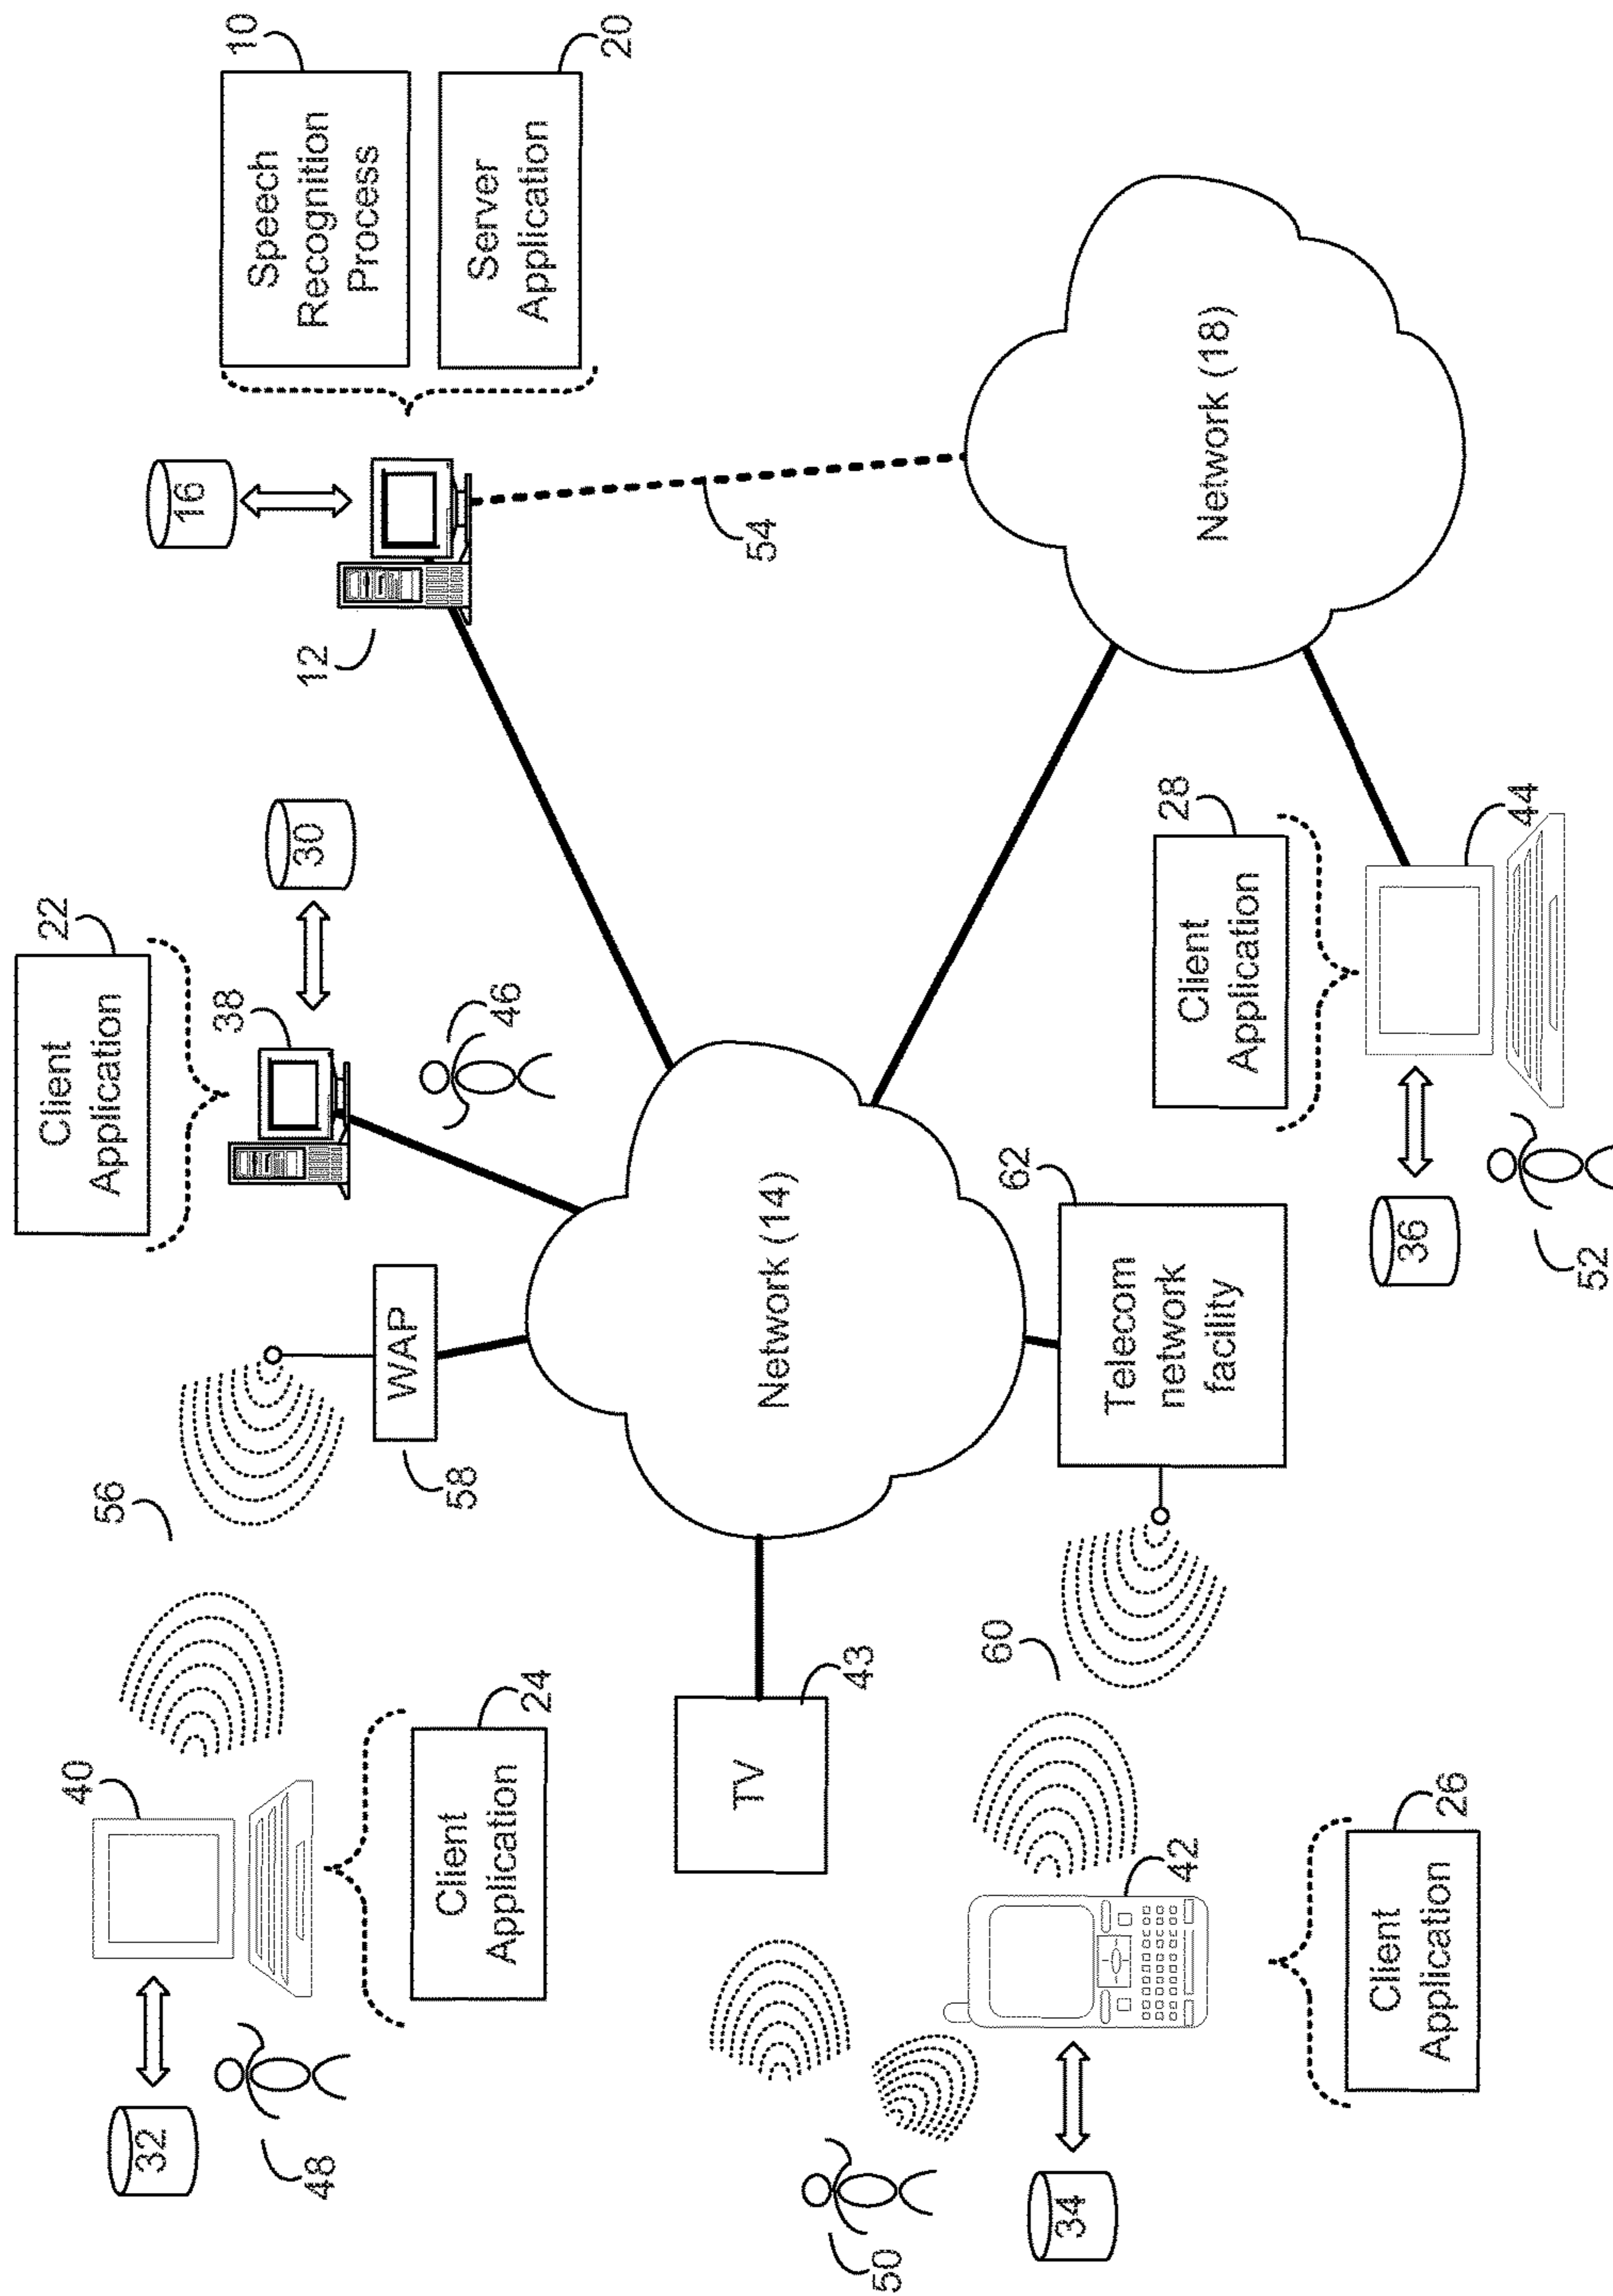 32
48
40
Client
Application
24
56
WAP
58
Client
Application
22
38
30
46
16
12
Speech
Recognition
Process
10
Server
Application
20
TV
43
Network (14)
54
50
34
42
60
Client
Application
26
Telecom
network
facility
62
Network (18)
Client
Application
28
36
52
44